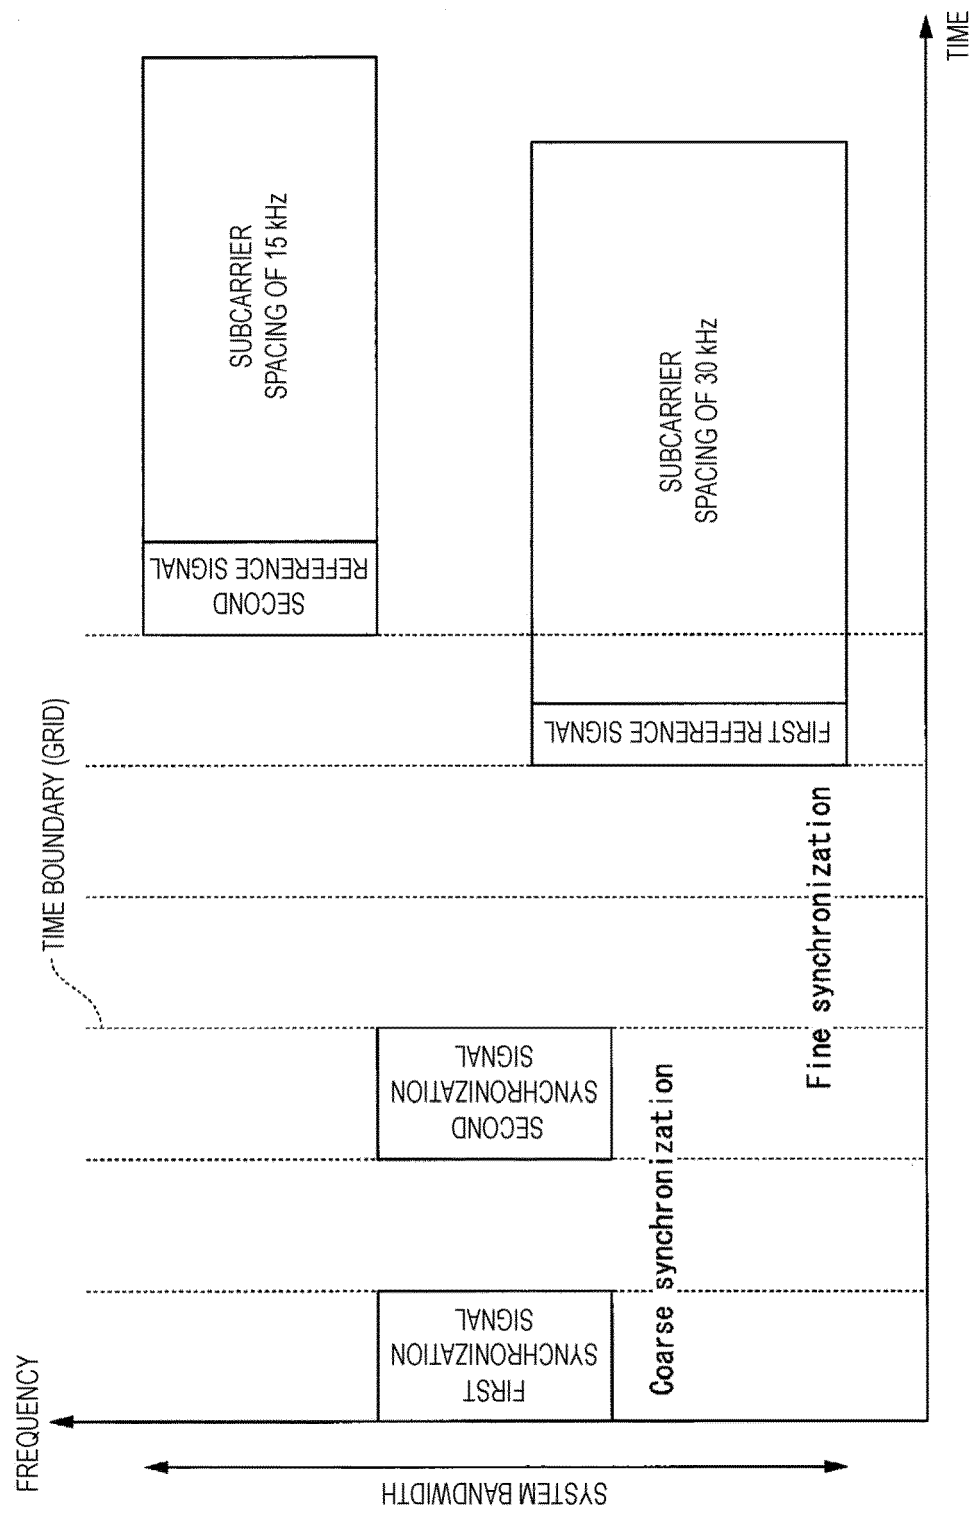 FREQUENCY
SYSTEM BANDWIDTH
TIME BOUNDARY (GRID)
FIRST
SYNCHRONIZATION
SIGNAL
SECOND
SYNCHRONIZATION
SIGNAL
Coarse synchronization
Fine synchronization
SECOND
REFERENCE SIGNAL
SUBCARRIER
SPACING OF 15 kHz
FIRST REFERENCE SIGNAL
SUBCARRIER
SPACING OF 30 kHz
TIME